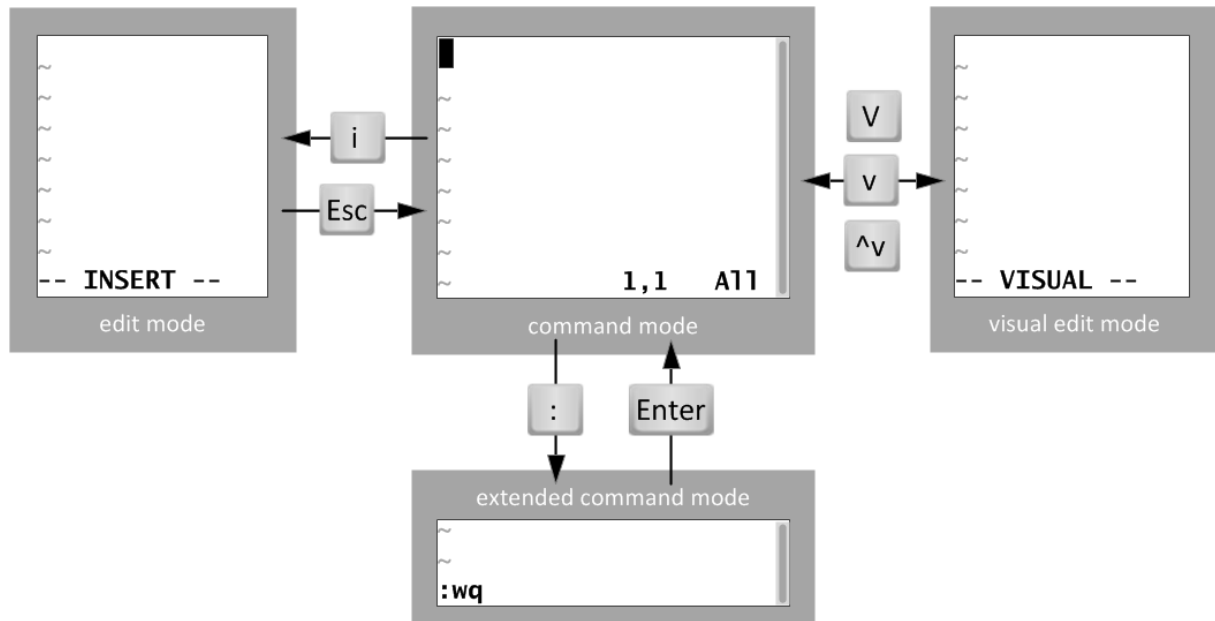 ~
~
~
~
~
~
~
-- INSERT --
edit mode
i
Esc
~
~
~
~
~
~
~
~ 1,1 All
command mode
V
v
^v
~
~
~
~
~
~
~
-- VISUAL --
visual edit mode
:
Enter
extended command mode
~
~
:wq